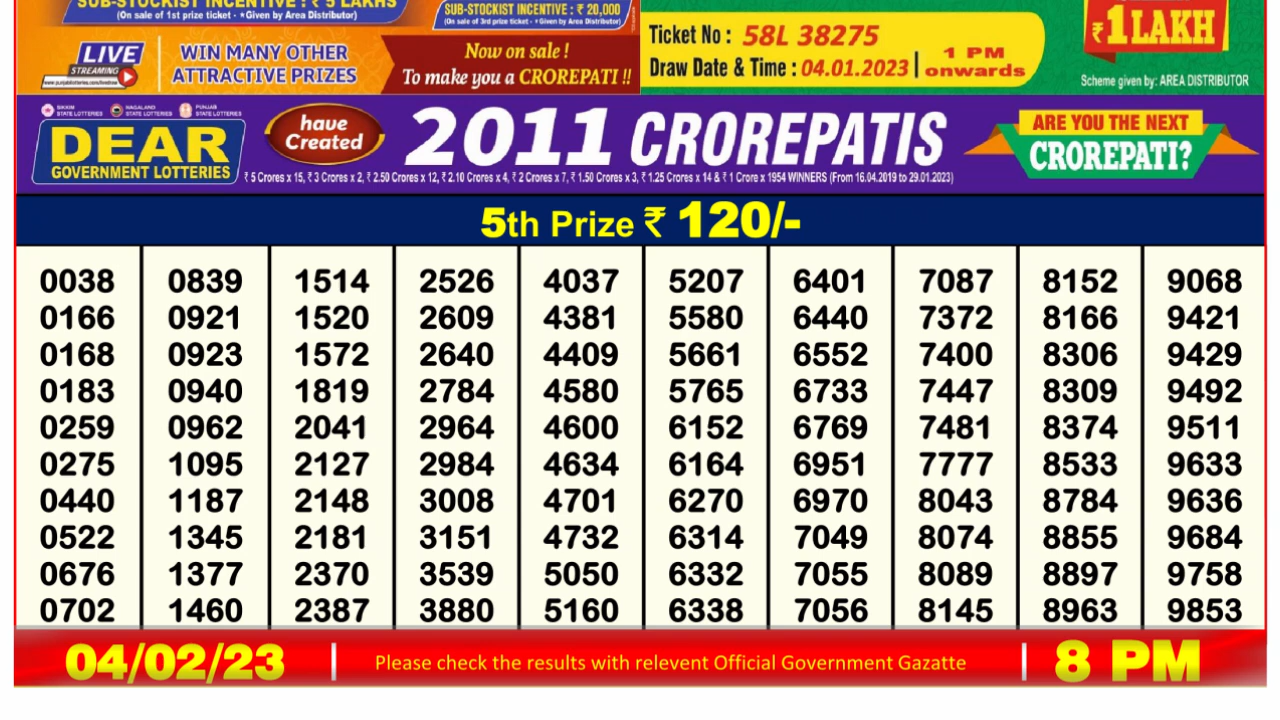 SUB-STOCKIST INCENTIVE : ₹ 5 LAKHS
(On sale of 1st prize ticket - *Given by Area Distributor)
SUB-STOCKIST INCENTIVE : ₹ 20,000
(On sale of 3rd prize ticket - *Given by Area Distributor)
LIVE
STREAMING
WIN MANY OTHER
ATTRACTIVE PRIZES
Now on sale !
To make you a CROREPATI !!
Ticket No : 58L 38275
Draw Date & Time : 04.01.2023 | 1 PM onwards
₹1 LAKH
Scheme given by: AREA DISTRIBUTOR
SIKKIM STATE LOTTERIES
NAGALAND STATE LOTTERIES
PUNJAB STATE LOTTERIES
DEAR
GOVERNMENT LOTTERIES
have
Created
2011 CROREPATIS
₹ 5 Crores x 15, ₹ 3 Crores x 2, ₹ 2.50 Crores x 12, ₹ 2.10 Crores x 4, ₹ 2 Crores x 7, ₹ 1.50 Crores x 3, ₹ 1.25 Crores x 14 & ₹ 1 Crore x 1954 WINNERS (From 16.04.2019 to 29.01.2023)
ARE YOU THE NEXT
CROREPATI?
5th Prize ₹ 120/-
0038 0839 1514 2526 4037 5207 6401 7087 8152 9068
0166 0921 1520 2609 4381 5580 6440 7372 8166 9421
0168 0923 1572 2640 4409 5661 6552 7400 8306 9429
0183 0940 1819 2784 4580 5765 6733 7447 8309 9492
0259 0962 2041 2964 4600 6152 6769 7481 8374 9511
0275 1095 2127 2984 4634 6164 6951 7777 8533 9633
0440 1187 2148 3008 4701 6270 6970 8043 8784 9636
0522 1345 2181 3151 4732 6314 7049 8074 8855 9684
0676 1377 2370 3539 5050 6332 7055 8089 8897 9758
0702 1460 2387 3880 5160 6338 7056 8145 8963 9853
04/02/23 | Please check the results with relevent Official Government Gazatte | 8 PM